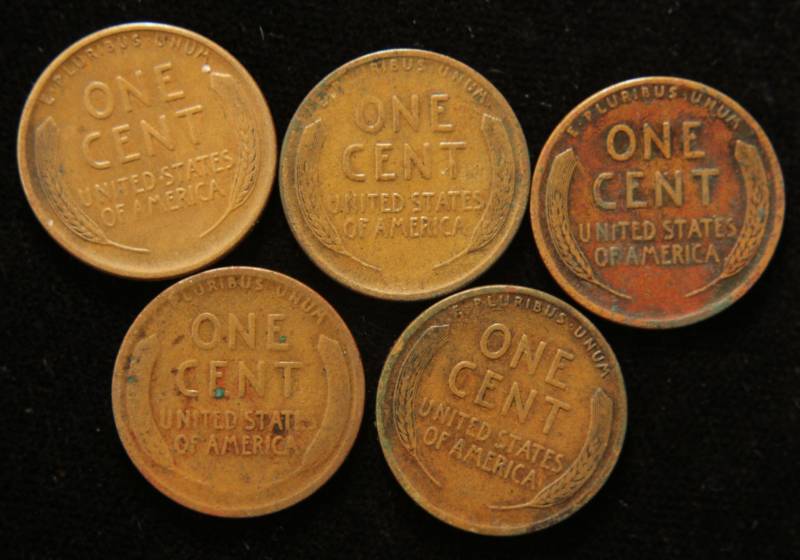 E·PLURIBUS·UNUM
ONE
CENT
UNITED STATES
OF AMERICA
PLURIBUS·UNUM
ONE
CENT
UNITED STATES
OF AMERICA
E·PLURIBUS·UNUM
ONE
CENT
UNITED STATES
OF AMERICA
PLURIBUS·UNUM
ONE
CENT
UNITED STATES
OF AMERICA
E·PLURIBUS·UNUM
ONE
CENT
UNITED STATES
OF AMERICA